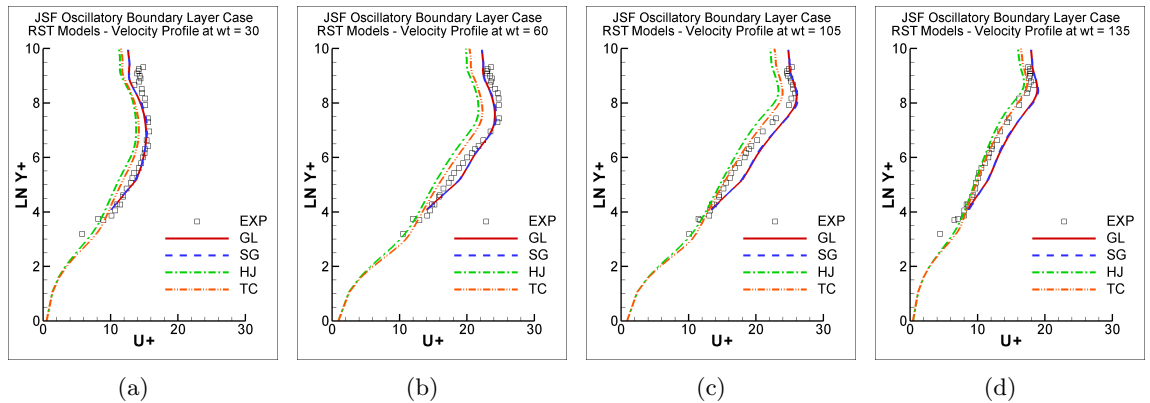 JSF Oscillatory Boundary Layer Case
RST Models - Velocity Profile at wt = 30
LN Y+
10
8
6
4
2
0
0
10
20
30
U+
EXP
GL
SG
HJ
TC
(a)
JSF Oscillatory Boundary Layer Case
RST Models - Velocity Profile at wt = 60
LN Y+
10
8
6
4
2
0
0
10
20
30
U+
EXP
GL
SG
HJ
TC
(b)
JSF Oscillatory Boundary Layer Case
RST Models - Velocity Profile at wt = 105
LN Y+
10
8
6
4
2
0
0
10
20
30
U+
EXP
GL
SG
HJ
TC
(c)
JSF Oscillatory Boundary Layer Case
RST Models - Velocity Profile at wt = 135
LN Y+
10
8
6
4
2
0
0
10
20
30
U+
EXP
GL
SG
HJ
TC
(d)